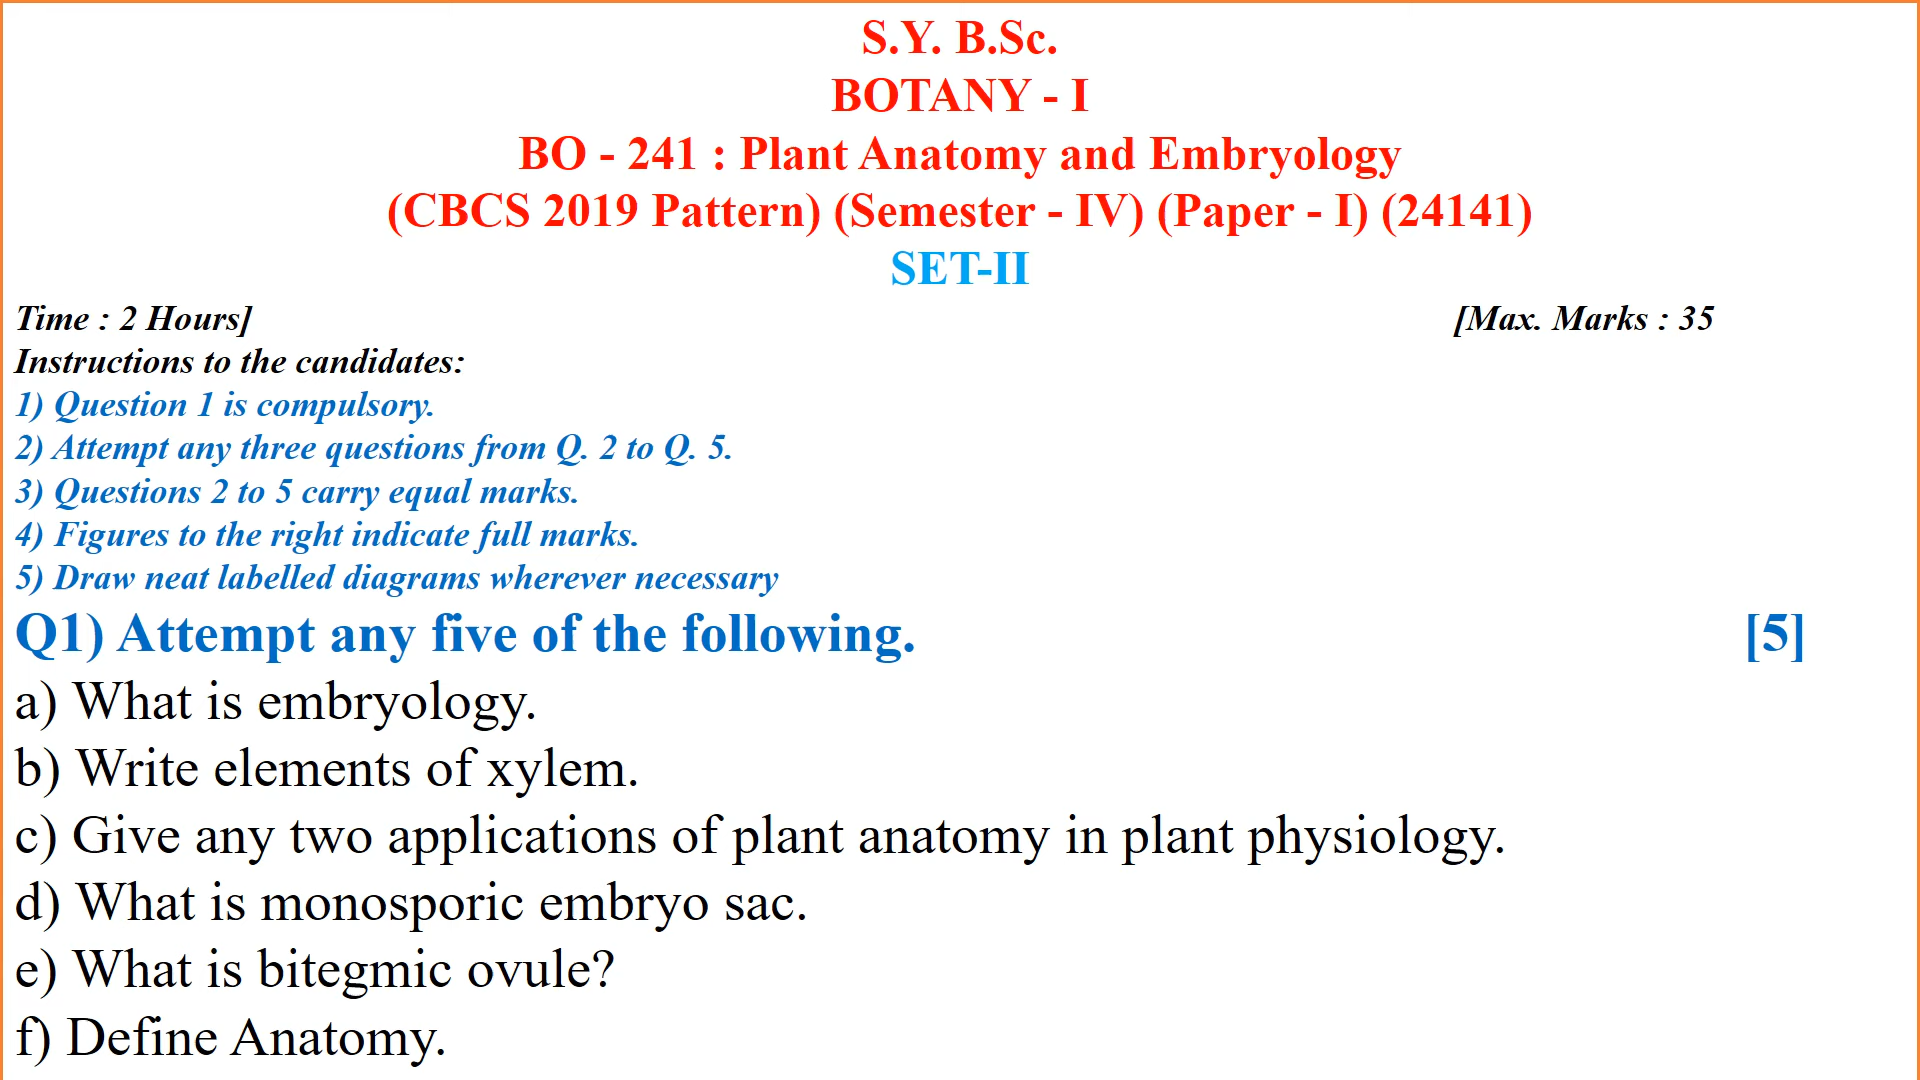 S.Y. B.Sc.
BOTANY - I
BO - 241 : Plant Anatomy and Embryology
(CBCS 2019 Pattern) (Semester - IV) (Paper - I) (24141)
SET-II
Time : 2 Hours] [Max. Marks : 35
Instructions to the candidates:
1) Question 1 is compulsory.
2) Attempt any three questions from Q. 2 to Q. 5.
3) Questions 2 to 5 carry equal marks.
4) Figures to the right indicate full marks.
5) Draw neat labelled diagrams wherever necessary
Q1) Attempt any five of the following. [5]
a) What is embryology.
b) Write elements of xylem.
c) Give any two applications of plant anatomy in plant physiology.
d) What is monosporic embryo sac.
e) What is bitegmic ovule?
f) Define Anatomy.